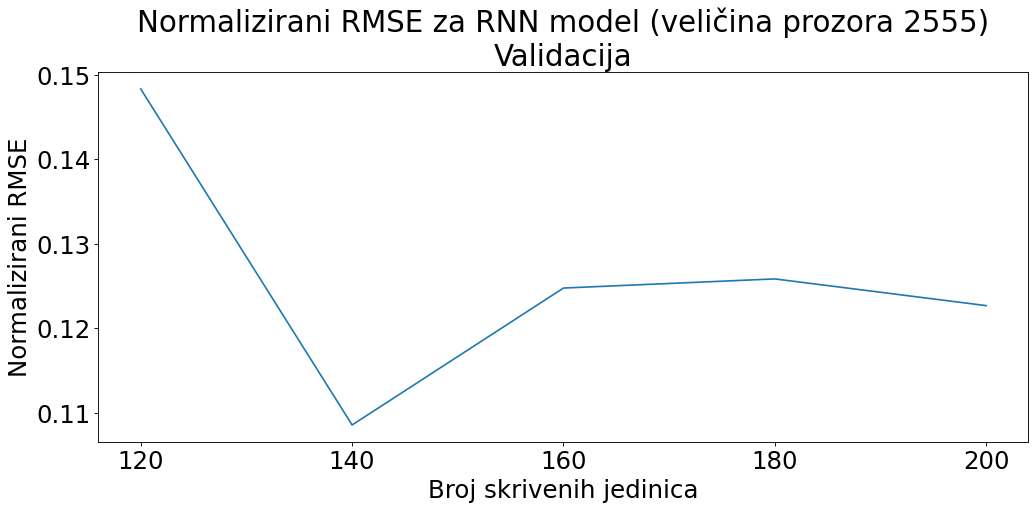 Normalizirani RMSE za RNN model (veličina prozora 2555)
Validacija
Normalizirani RMSE
0.15
0.14
0.13
0.12
0.11
120 140 160 180 200
Broj skrivenih jedinica